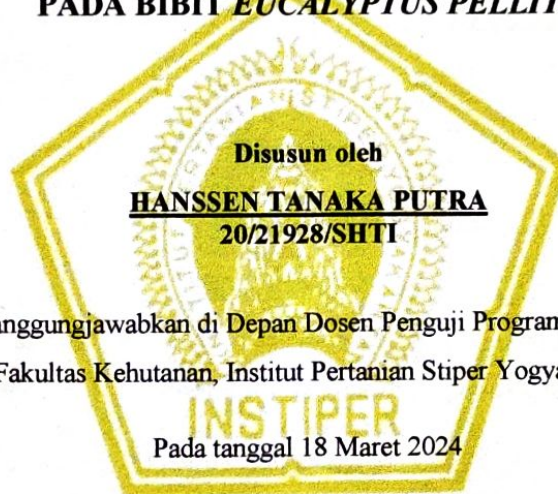 PADA BIBIT EUCALYPTUS PELLIT
Disusun oleh
HANSSEN TANAKA PUTRA
20/21928/SHTI
anggungjawabkan di Depan Dosen Penguji Program
Fakultas Kehutanan, Institut Pertanian Stiper Yogya
INSTIPER
Pada tanggal 18 Maret 2024